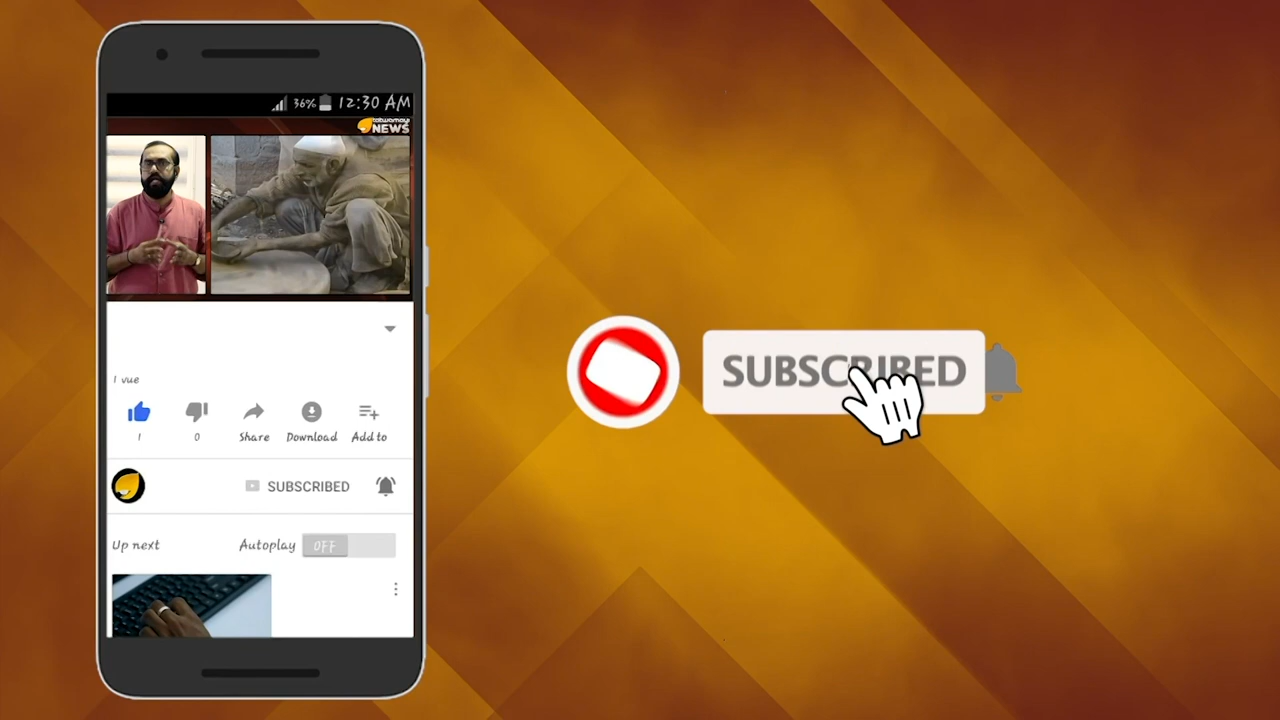 36% 12:30 AM
tatwamayi
NEWS
1 vue
1
0
Share
Download
Add to
SUBSCRIBED
Up next
Autoplay
OFF
SUBSCRIBED